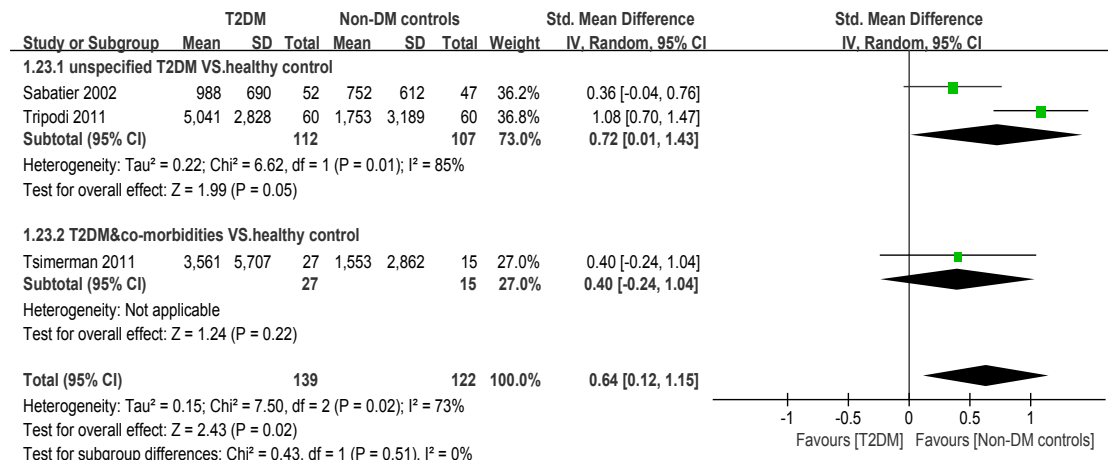 T2DM Non-DM controls Std. Mean Difference Std. Mean Difference
Study or Subgroup Mean SD Total Mean SD Total Weight IV, Random, 95% CI IV, Random, 95% CI
1.23.1 unspecified T2DM VS.healthy control
Sabatier 2002 988 690 52 752 612 47 36.2% 0.36 [-0.04, 0.76]
Tripodi 2011 5,041 2,828 60 1,753 3,189 60 36.8% 1.08 [0.70, 1.47]
Subtotal (95% CI) 112 107 73.0% 0.72 [0.01, 1.43]
Heterogeneity: Tau² = 0.22; Chi² = 6.62, df = 1 (P = 0.01); I² = 85%
Test for overall effect: Z = 1.99 (P = 0.05)
1.23.2 T2DM&co-morbidities VS.healthy control
Tsimerman 2011 3,561 5,707 27 1,553 2,862 15 27.0% 0.40 [-0.24, 1.04]
Subtotal (95% CI) 27 15 27.0% 0.40 [-0.24, 1.04]
Heterogeneity: Not applicable
Test for overall effect: Z = 1.24 (P = 0.22)
Total (95% CI) 139 122 100.0% 0.64 [0.12, 1.15]
Heterogeneity: Tau² = 0.15; Chi² = 7.50, df = 2 (P = 0.02); I² = 73%
Test for overall effect: Z = 2.43 (P = 0.02)
Test for subgroup differences: Chi² = 0.43, df = 1 (P = 0.51), I² = 0%
-1 -0.5 0 0.5 1
Favours [T2DM] Favours [Non-DM controls]